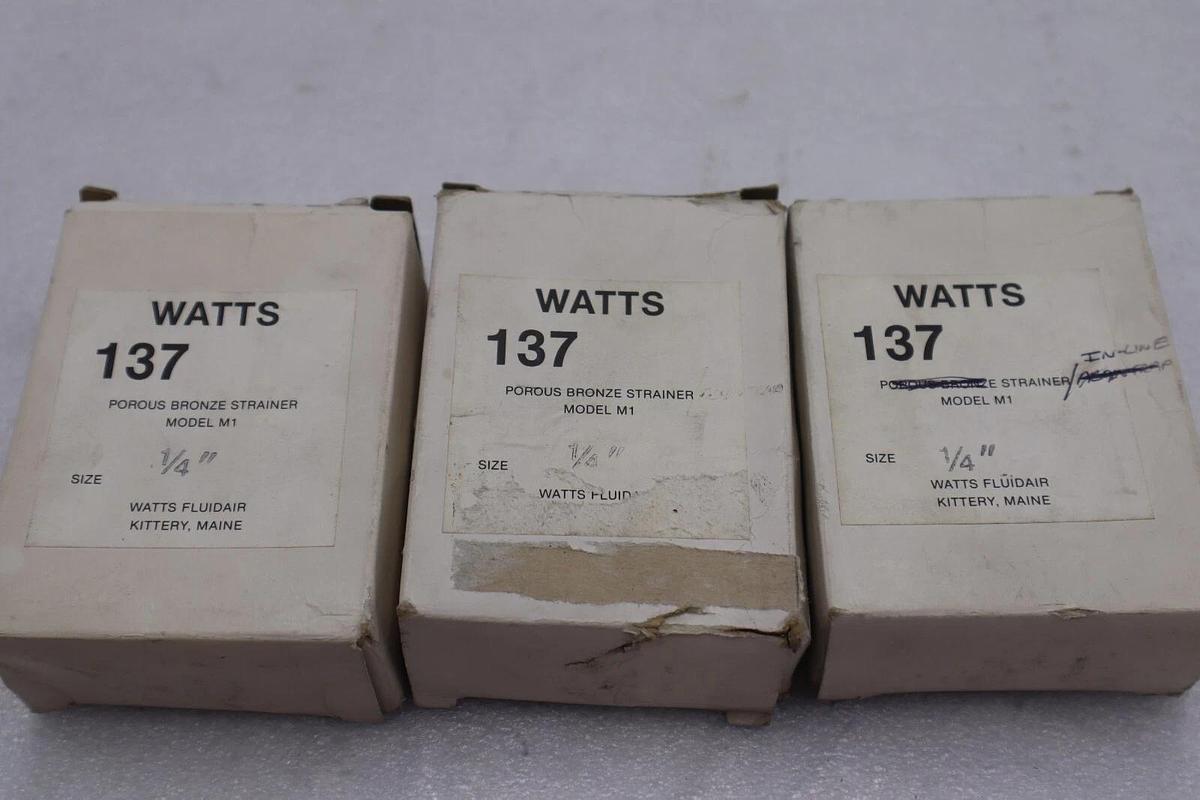 WATTS
137
POROUS BRONZE STRAINER
MODEL M1
SIZE 1/4"
WATTS FLUIDAIR
KITTERY, MAINE
WATTS
137
POROUS BRONZE STRAINER
MODEL M1
SIZE 1/4"
WATTS FLUIDA
WATTS
137
IN-LINE
POROUS BRONZE STRAINER/
MODEL M1
SIZE 1/4"
WATTS FLUIDAIR
KITTERY, MAINE